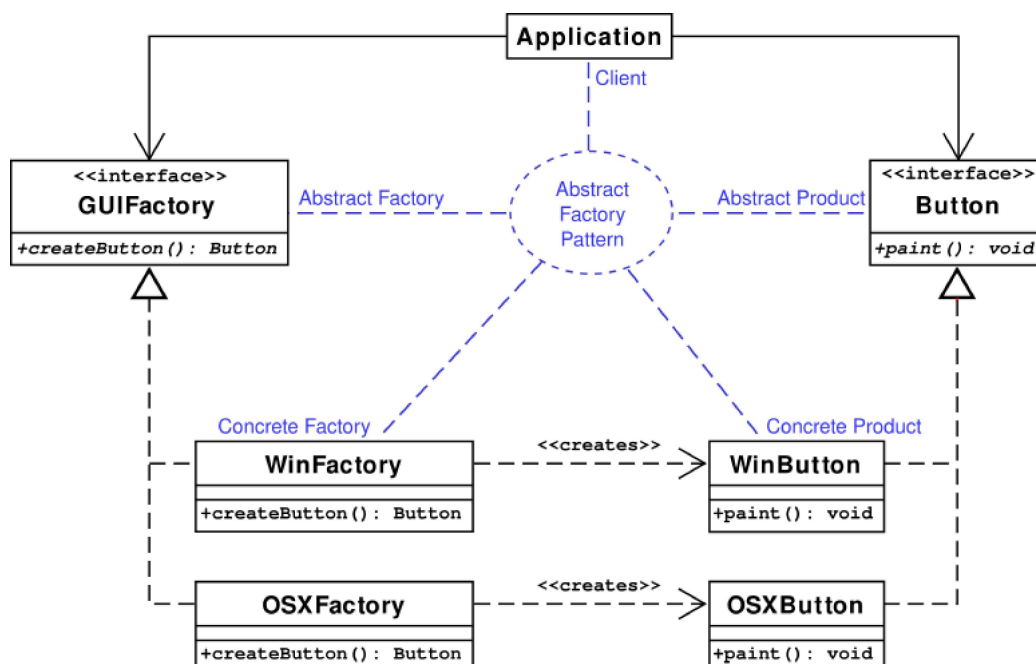 Application
Client
<<interface>>
GUIFactory
+createButton(): Button
Abstract Factory
Abstract
Factory
Pattern
Abstract Product
<<interface>>
Button
+paint(): void
Concrete Factory
Concrete Product
WinFactory
+createButton(): Button
<<creates>>
WinButton
+paint(): void
OSXFactory
+createButton(): Button
<<creates>>
OSXButton
+paint(): void